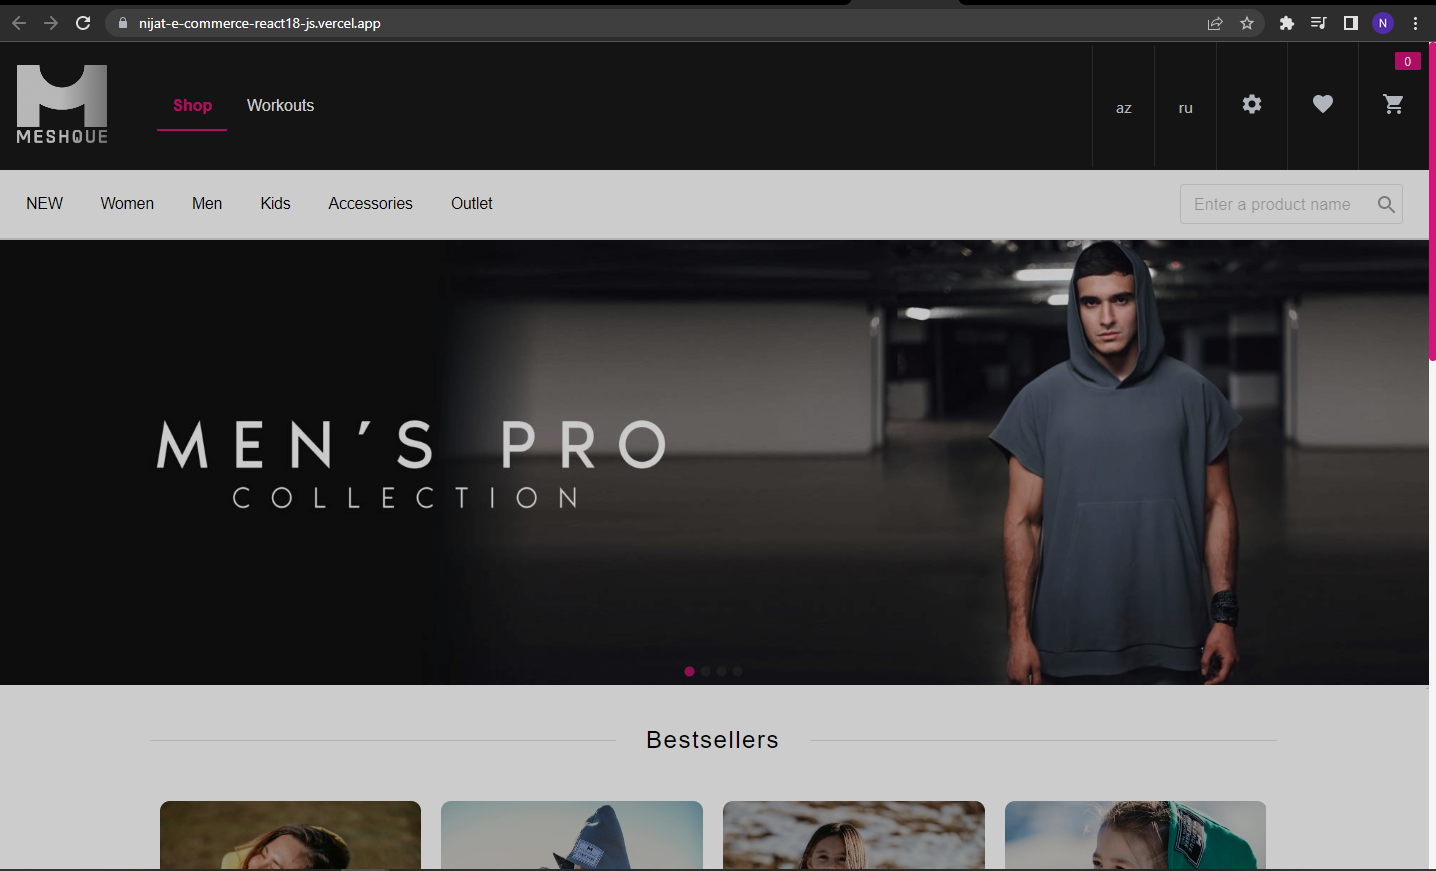 nijat-e-commerce-react18-js.vercel.app
N
0
MESHQUE
Shop
Workouts
az
ru
NEW
Women
Men
Kids
Accessories
Outlet
Enter a product name
MEN'S PRO
COLLECTION
Bestsellers